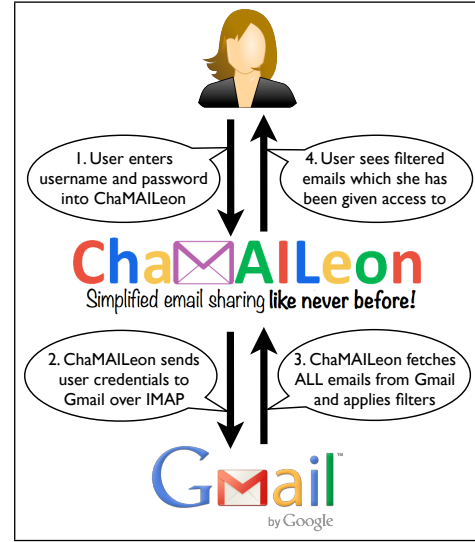 1. User enters
username and password
into ChaMAILeon
4. User sees filtered
emails which she has
been given access to
ChaMAILeon
Simplified email sharing like never before!
2. ChaMAILeon sends
user credentials to
Gmail over IMAP
3. ChaMAILeon fetches
ALL emails from Gmail
and applies filters
Gmail™
by Google